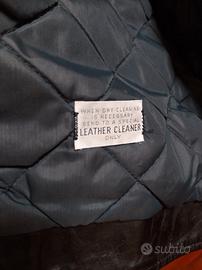 WHEN DRY CLEANING
IS NECESSARY
SEND TO A SPECIAL
LEATHER CLEANER
ONLY
subito